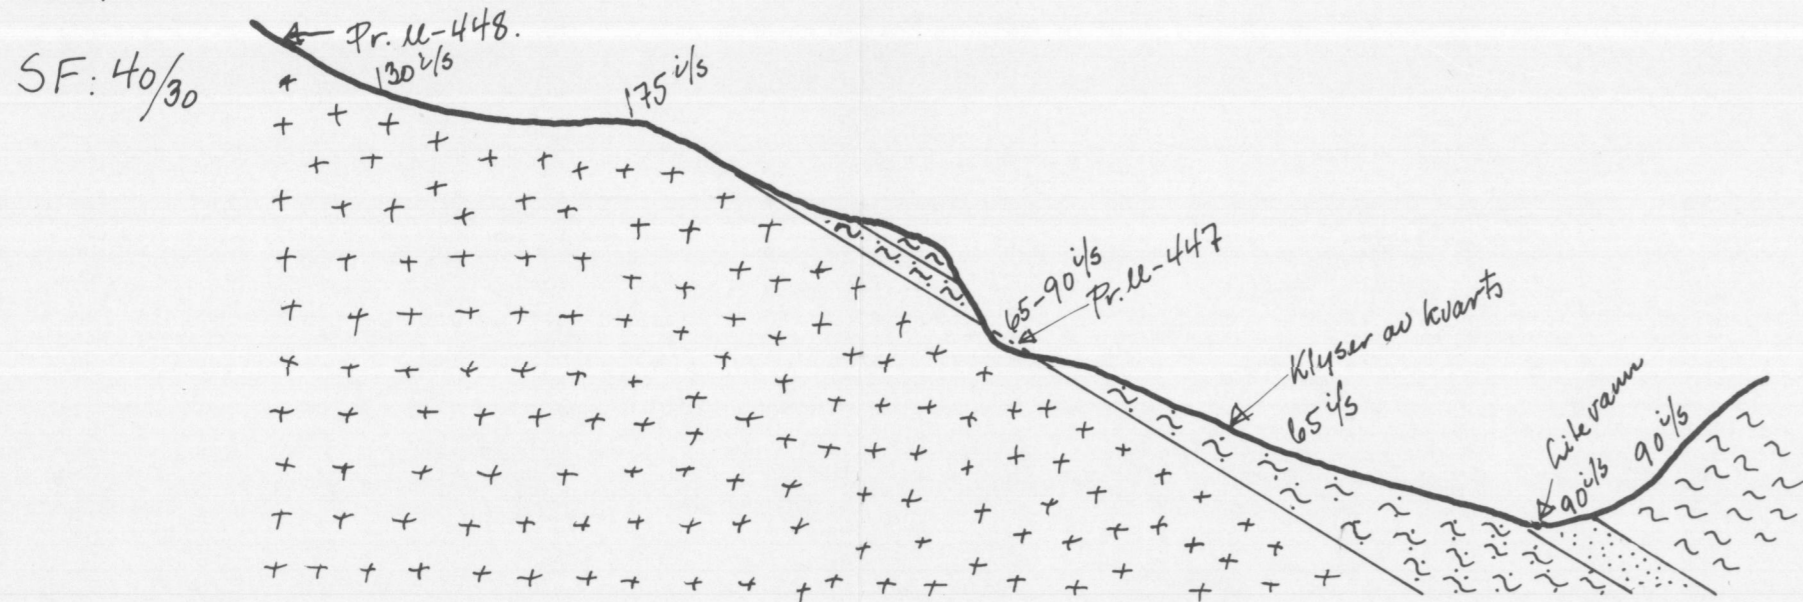 Pr. U-448.
SF: 40/30
130 i/s
175 i/s
65-90 i/s
Pr. U-447
Klyser av kvarts
65 i/s
Lilevann
90 i/s
90 i/s